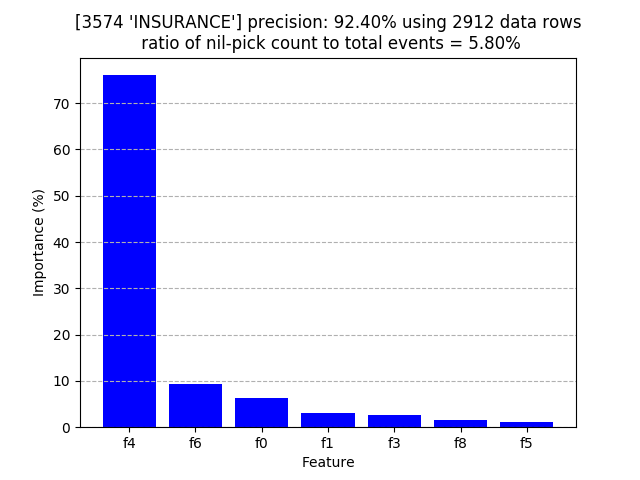 [3574 'INSURANCE'] precision: 92.40% using 2912 data rows
ratio of nil-pick count to total events = 5.80%
Importance (%)
70
60
50
40
30
20
10
0
f4 f6 f0 f1 f3 f8 f5
Feature